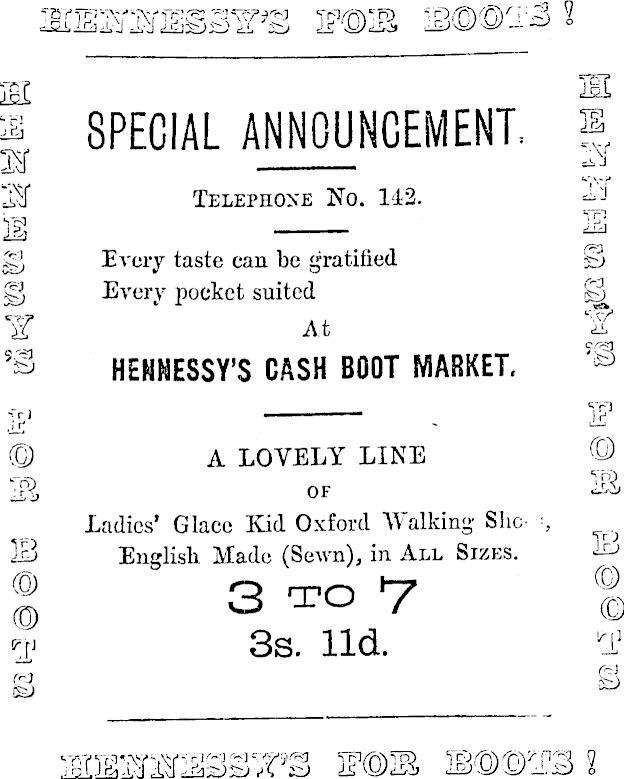 HENNESSY'S FOR BOOTS!
HENNESSY'S FOR BOOTS
SPECIAL ANNOUNCEMENT.
TELEPHONE NO. 142.
Every taste can be gratified
Every pocket suited
At
HENNESSY'S CASH BOOT MARKET.
A LOVELY LINE
OF
Ladies' Glace Kid Oxford Walking
English Made (Sewn), in ALL SIZES.
3 TO 7
3s. 11d.
HENNESSY'S FOR BOOTS
HENNESSY'S FOR BOOTS!